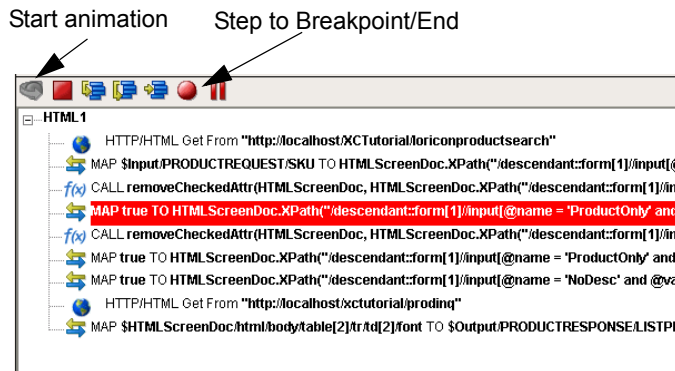 Start animation
Step to Breakpoint/End
HTML1
HTTP/HTML Get From "http://localhost/XCTutorial/loriconproductsearch"
MAP $Input/PRODUCTREQUEST/SKU TO HTMLScreenDoc.XPath("/descendant::form[1]//input[@
f(x) CALL removeCheckedAttr(HTMLScreenDoc, HTMLScreenDoc.XPath("/descendant::form[1]//in
MAP true TO HTMLScreenDoc.XPath("/descendant::form[1]//input[@name = 'ProductOnly' and
f(x) CALL removeCheckedAttr(HTMLScreenDoc, HTMLScreenDoc.XPath("/descendant::form[1]//in
MAP true TO HTMLScreenDoc.XPath("/descendant::form[1]//input[@name = 'ProductOnly' and
MAP true TO HTMLScreenDoc.XPath("/descendant::form[1]//input[@name = 'NoDesc' and @va
HTTP/HTML Get From "http://localhost/xctutorial/prodinq"
MAP $HTMLScreenDoc/html/body/table[2]/tr/td[2]/font TO $Output/PRODUCTRESPONSE/LISTP